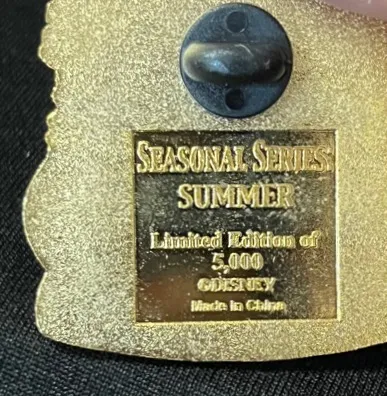 SEASONAL SERIES
SUMMER
Limited Edition of
5,000
©DISNEY
Made in China